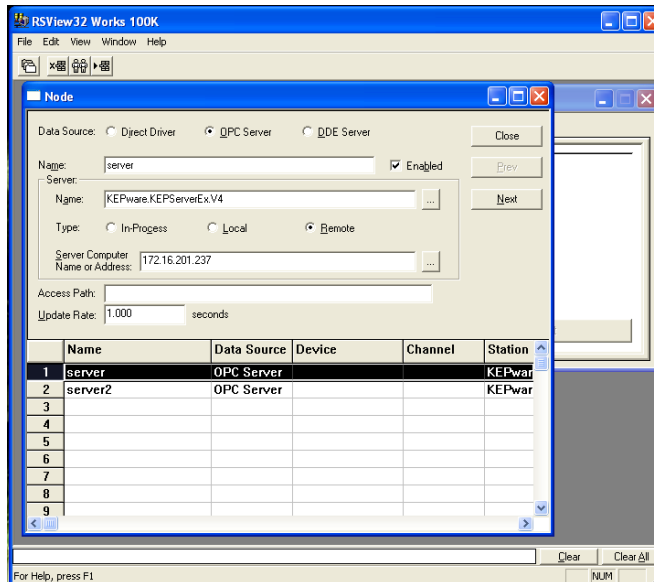 RSView32 Works 100K
File Edit View Window Help
Node
Data Source: Direct Driver OPC Server DDE Server Close
Name: server Enabled Prev
Server:
Name: KEPware.KEPServerEx.V4 ... Next
Type: In-Process Local Remote
Server Computer
Name or Address: 172.16.201.237 ...
Access Path:
Update Rate: 1.000 seconds
Name Data Source Device Channel Station
1 server OPC Server KEPwar
2 server2 OPC Server KEPwar
3
4
5
6
7
8
9
Clear Clear All
For Help, press F1 NUM